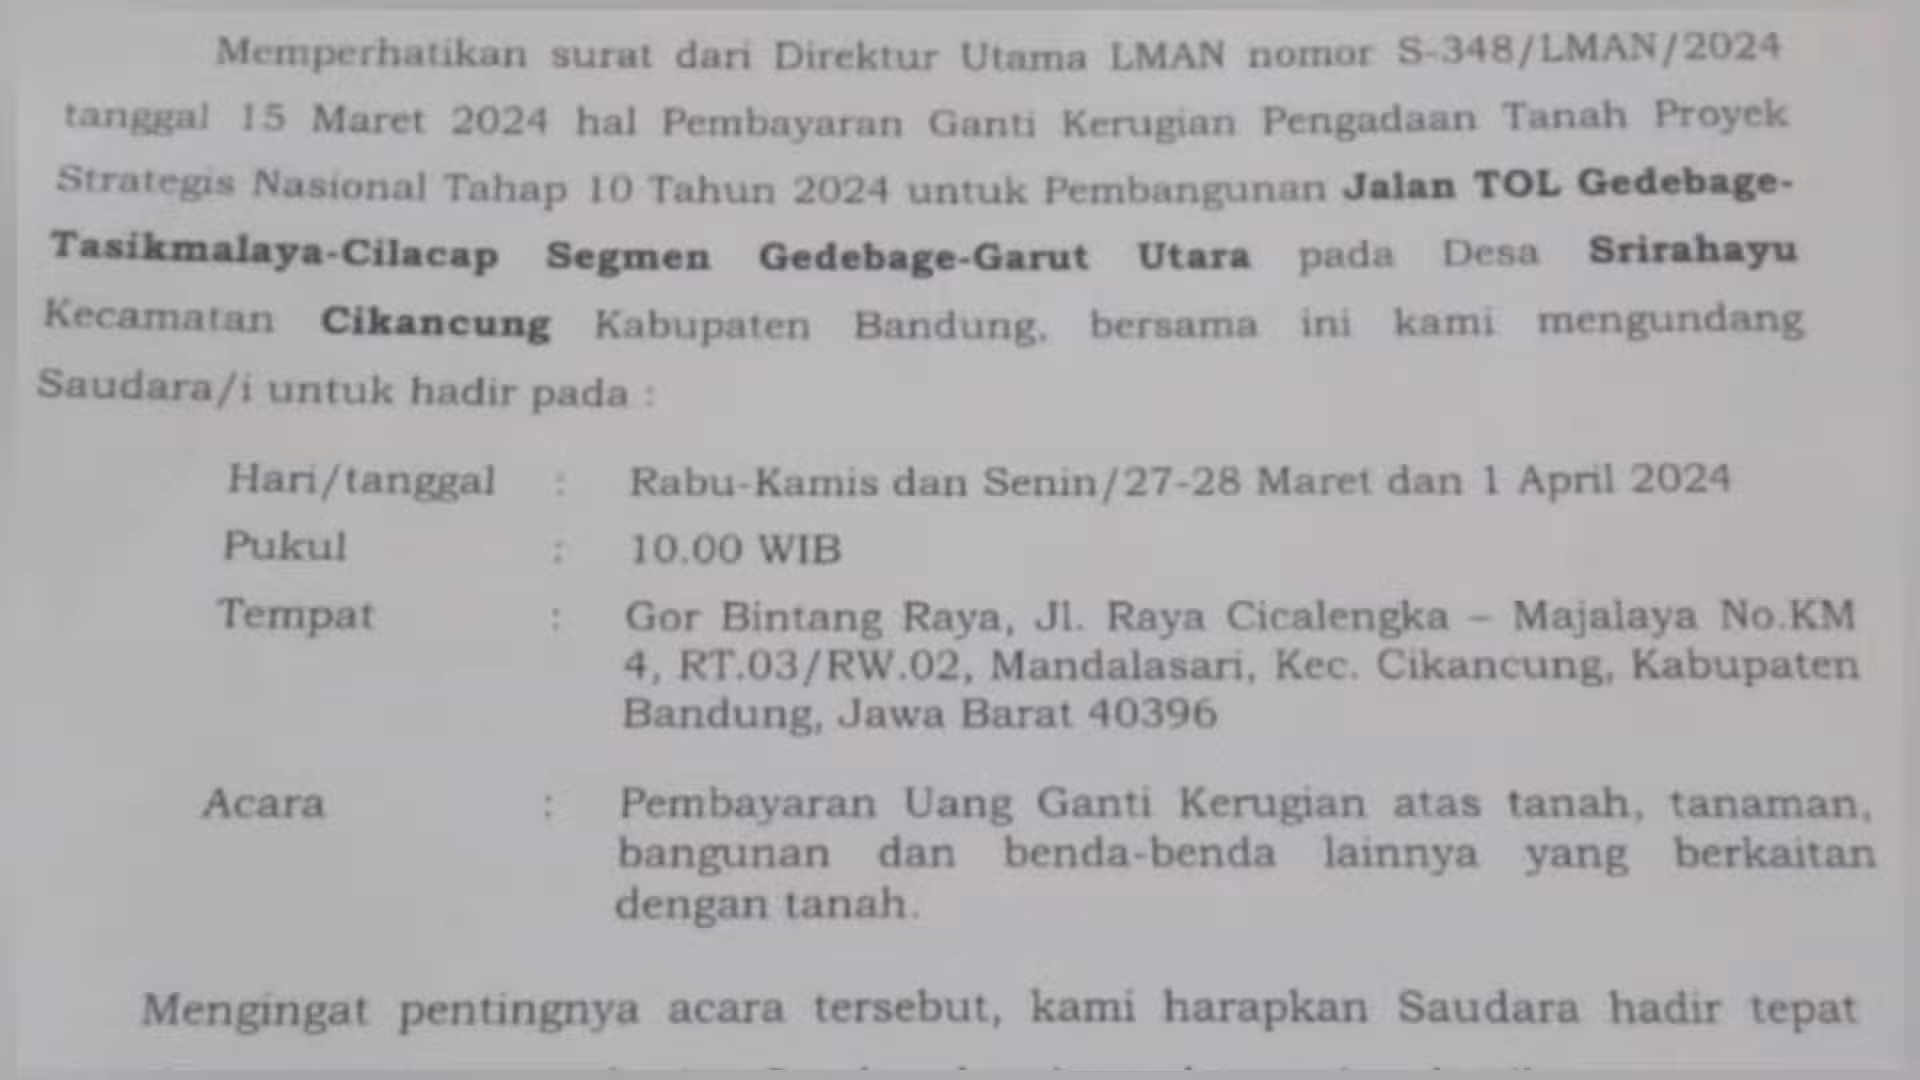 Memperhatikan surat dari Direktur Utama LMAN nomor S-348/LMAN/2024
tanggal 15 Maret 2024 hal Pembayaran Ganti Kerugian Pengadaan Tanah Proyek
Strategis Nasional Tahap 10 Tahun 2024 untuk Pembangunan Jalan TOL Gedebage-
Tasikmalaya-Cilacap Segmen Gedebage-Garut Utara pada Desa Srirahayu
Kecamatan Cikancung Kabupaten Bandung, bersama ini kami mengundang
Saudara/i untuk hadir pada :
Hari/tanggal : Rabu-Kamis dan Senin/27-28 Maret dan 1 April 2024
Pukul : 10.00 WIB
Tempat : Gor Bintang Raya, Jl. Raya Cicalengka – Majalaya No.KM
4, RT.03/RW.02, Mandalasari, Kec. Cikancung, Kabupaten
Bandung, Jawa Barat 40396
Acara : Pembayaran Uang Ganti Kerugian atas tanah, tanaman,
bangunan dan benda-benda lainnya yang berkaitan
dengan tanah.
Mengingat pentingnya acara tersebut, kami harapkan Saudara hadir tepat